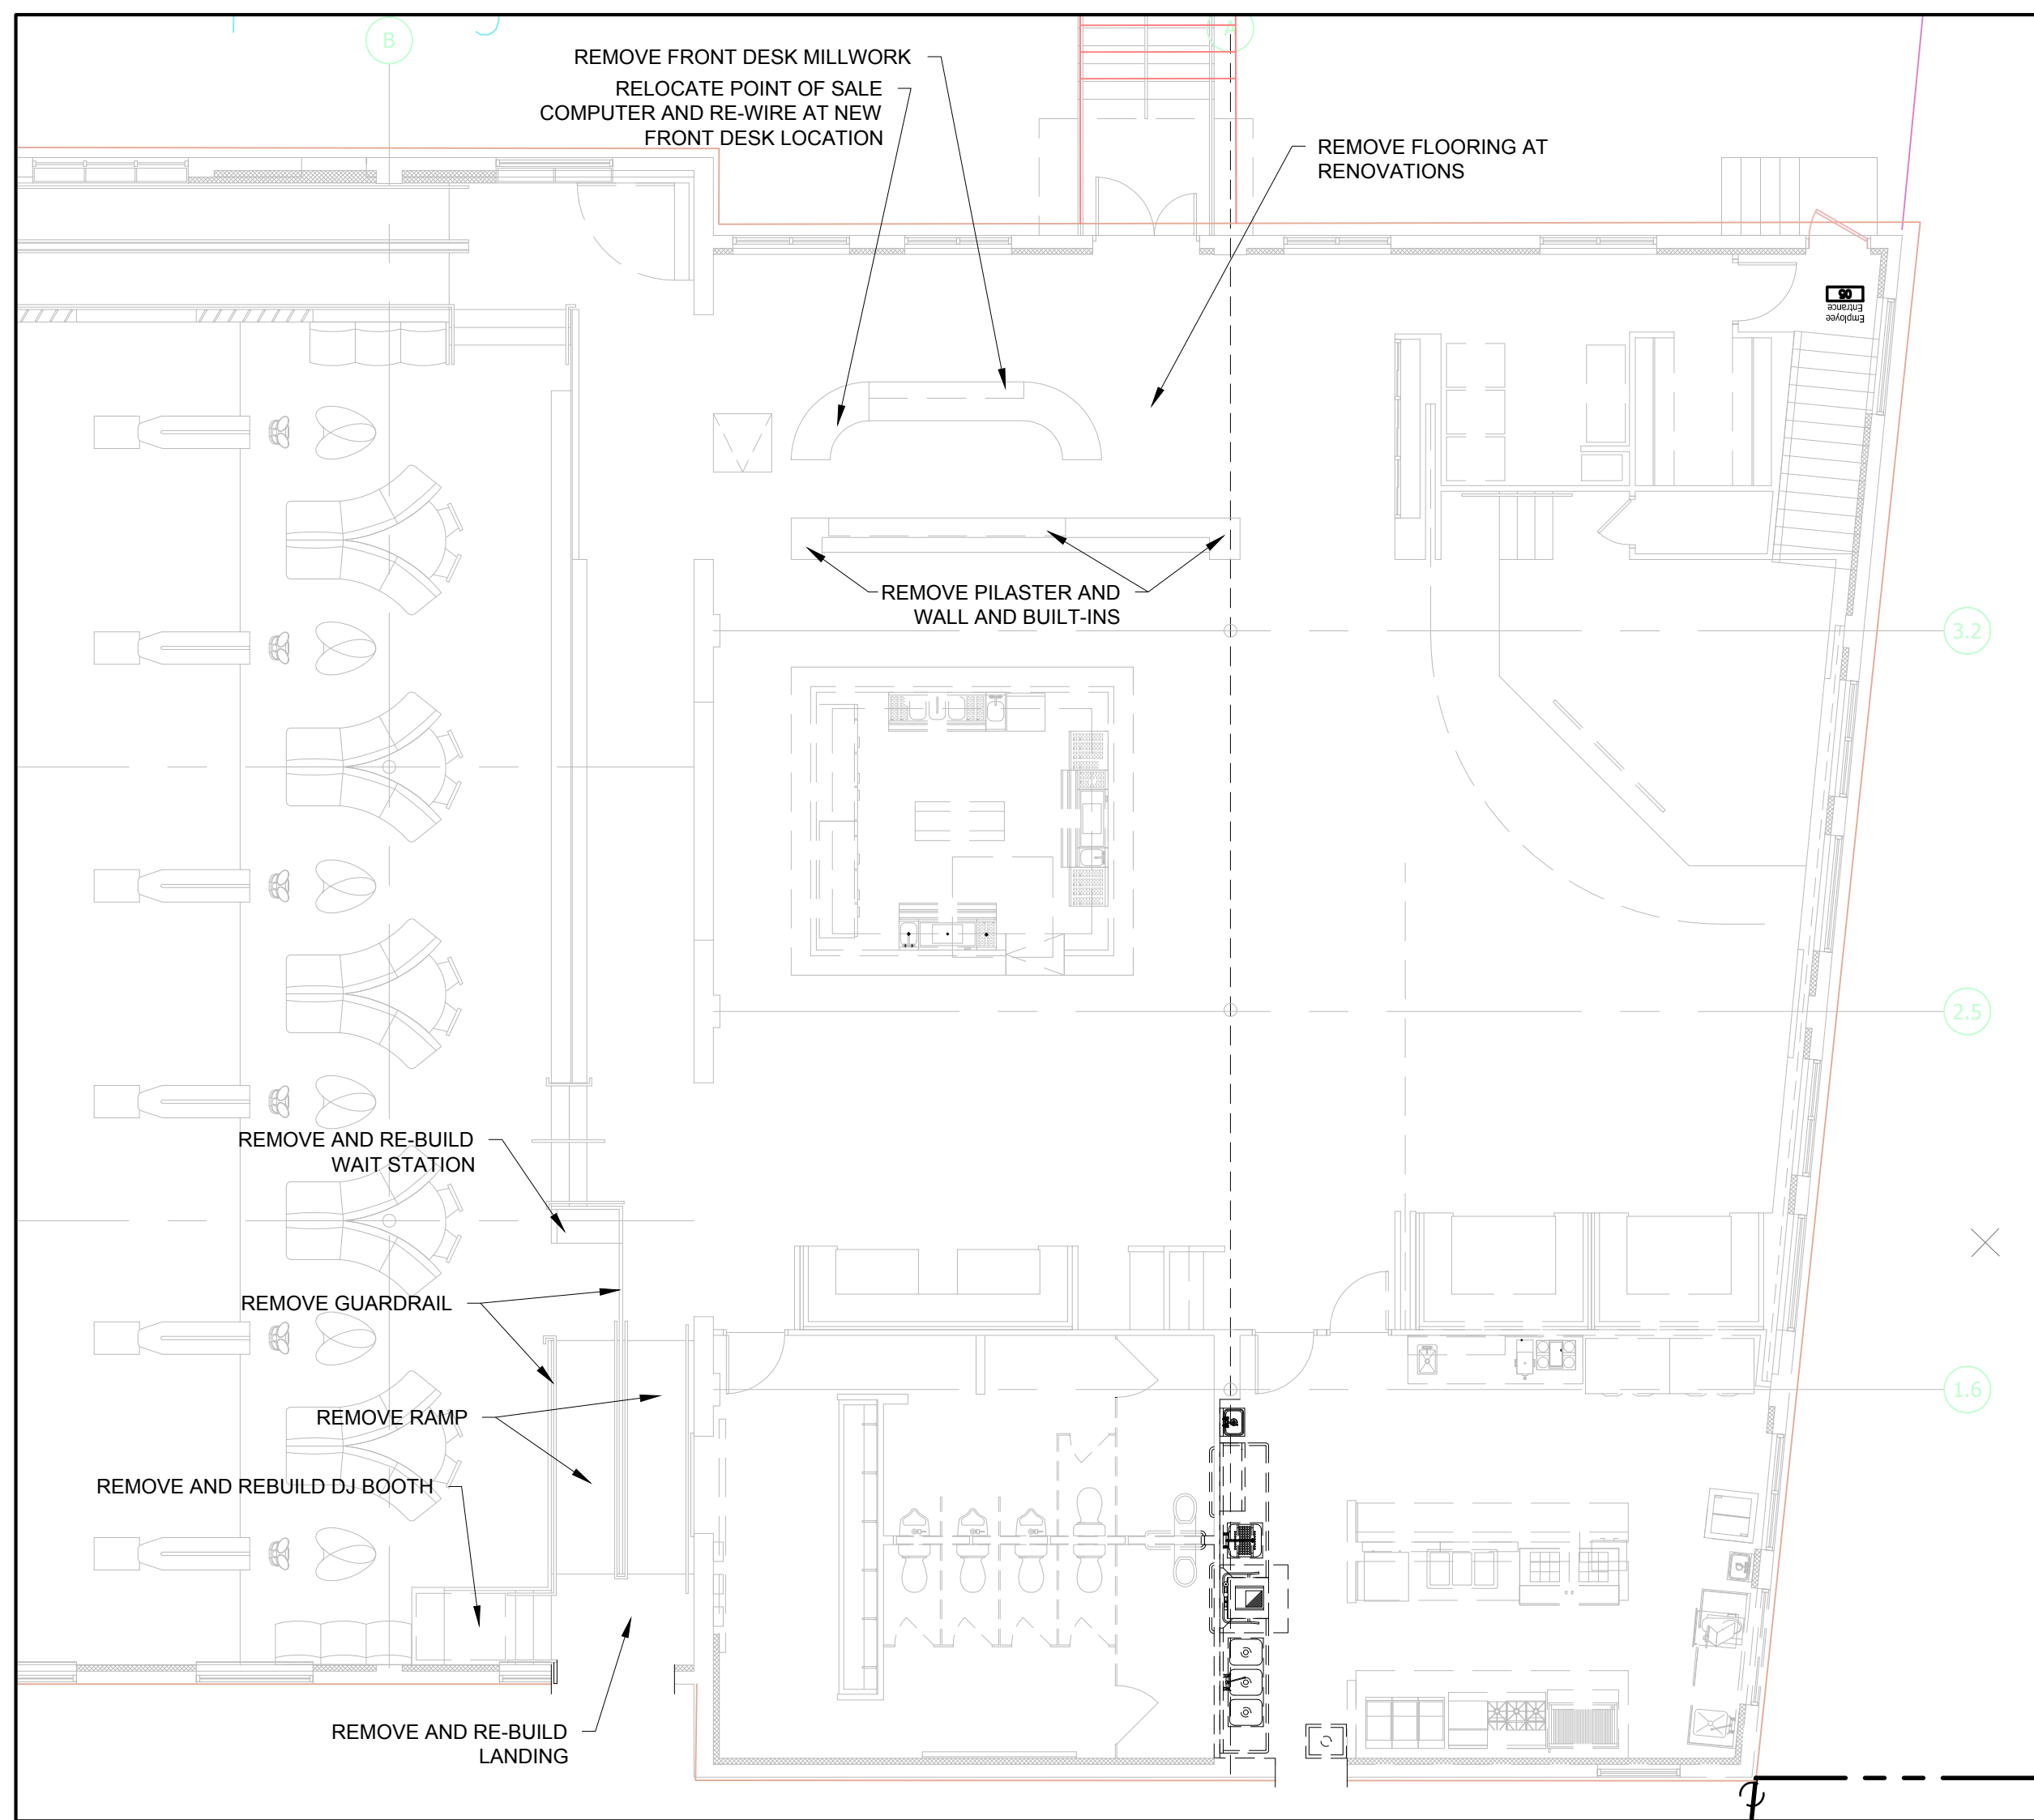 B
A
REMOVE FRONT DESK MILLWORK
RELOCATE POINT OF SALE
COMPUTER AND RE-WIRE AT NEW
FRONT DESK LOCATION
REMOVE FLOORING AT
RENOVATIONS
05
Employee
Entrance
REMOVE PILASTER AND
WALL AND BUILT-INS
3.2
2.5
REMOVE AND RE-BUILD
WAIT STATION
REMOVE GUARDRAIL
1.6
REMOVE RAMP
REMOVE AND REBUILD DJ BOOTH
REMOVE AND RE-BUILD
LANDING